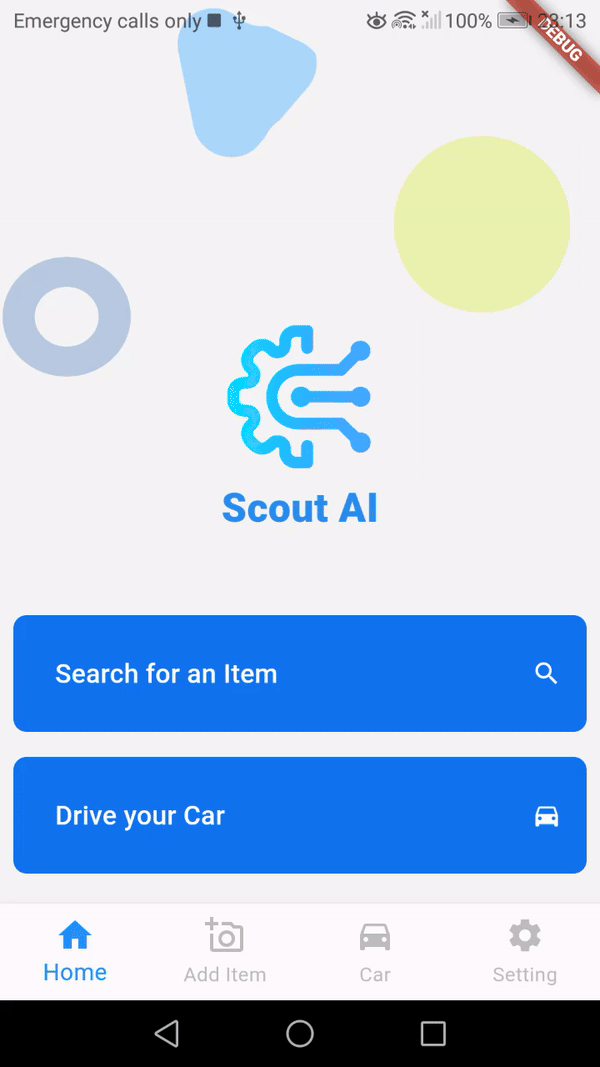 Emergency calls only 100% 23:13
DEBUG
Scout AI
Search for an Item
Drive your Car
Home Add Item Car Setting